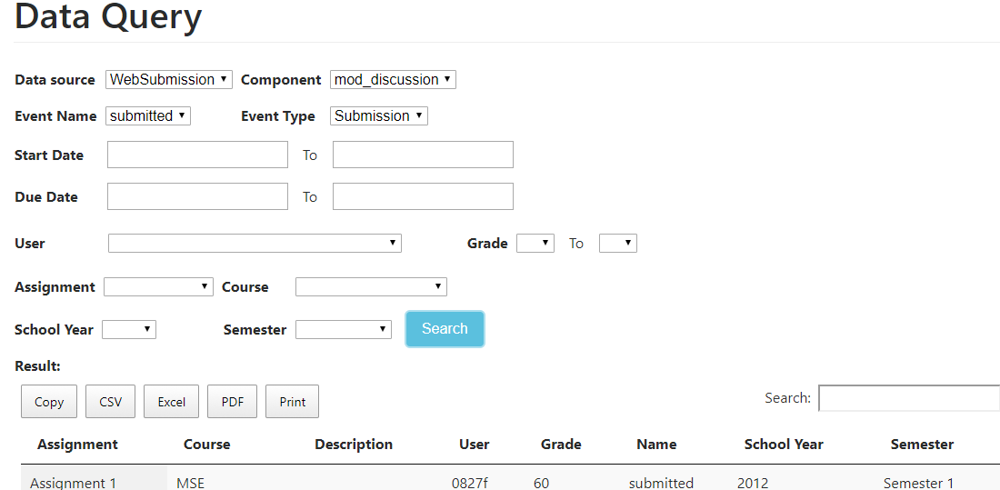 Data Query
Data source WebSubmission Component mod_discussion
Event Name submitted Event Type Submission
Start Date To
Due Date To
User Grade To
Assignment Course
School Year Semester Search
Result:
Copy CSV Excel PDF Print Search:
Assignment Course Description User Grade Name School Year Semester
Assignment 1 MSE 0827f 60 submitted 2012 Semester 1